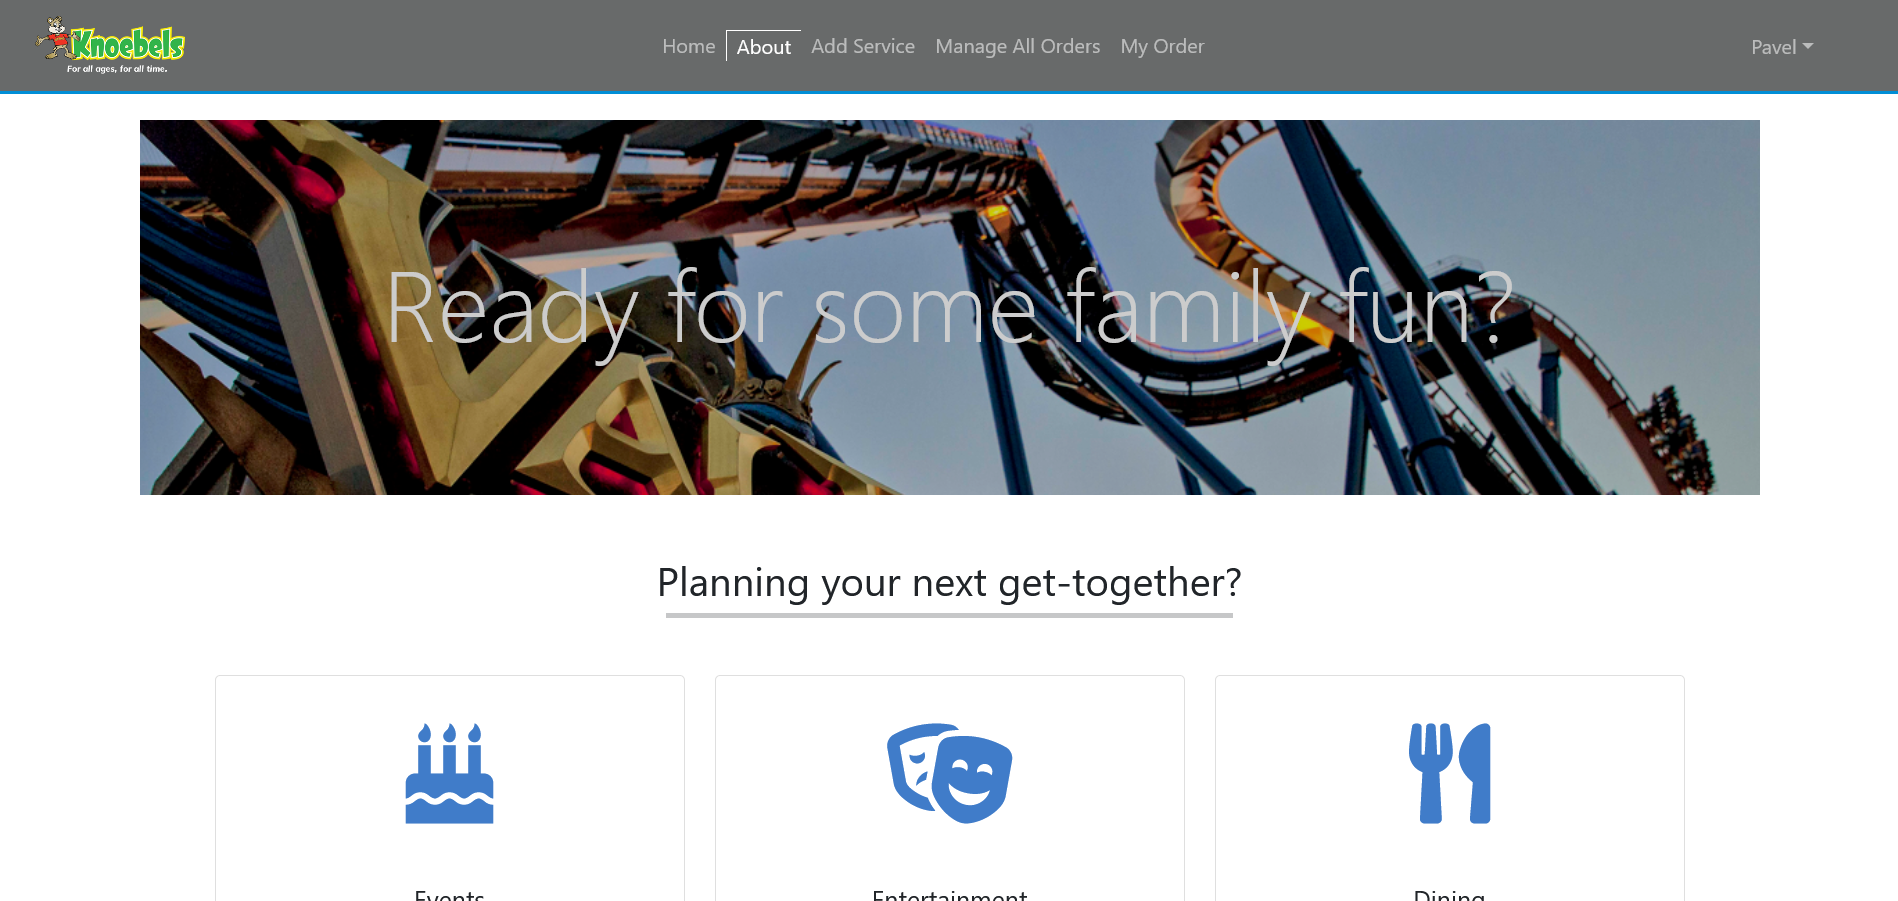 Knoebels
For all ages, for all time.
Home About Add Service Manage All Orders My Order Pavel
Ready for some family fun?
Planning your next get-together?
Events Entertainment Dining